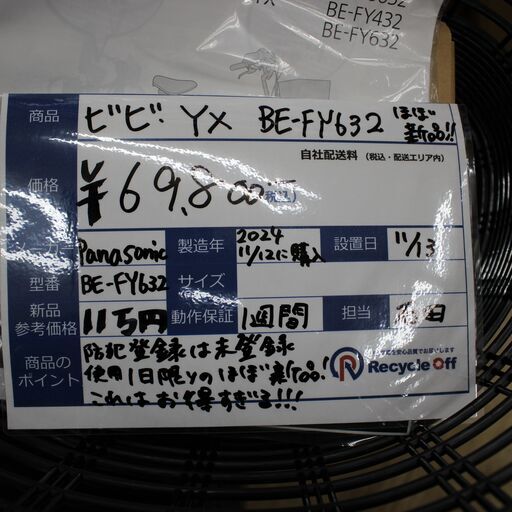 BE-FY432
BE-FY632
商品 ビビ・YX BE-FY632 ほぼ新品!!
自社配送料 (税込・配送エリア内)
価格 ¥69,800 税込
メーカー Panasonic 製造年 2024 11/12に購入 設置日 11/13
型番 BE-FY632 サイズ
新品参考価格 11万円 動作保証 1週間 担当
商品のポイント 防犯登録は未登録
使用1日限りのほぼ新品!
これはお得すぎる!!!
Recycle Off